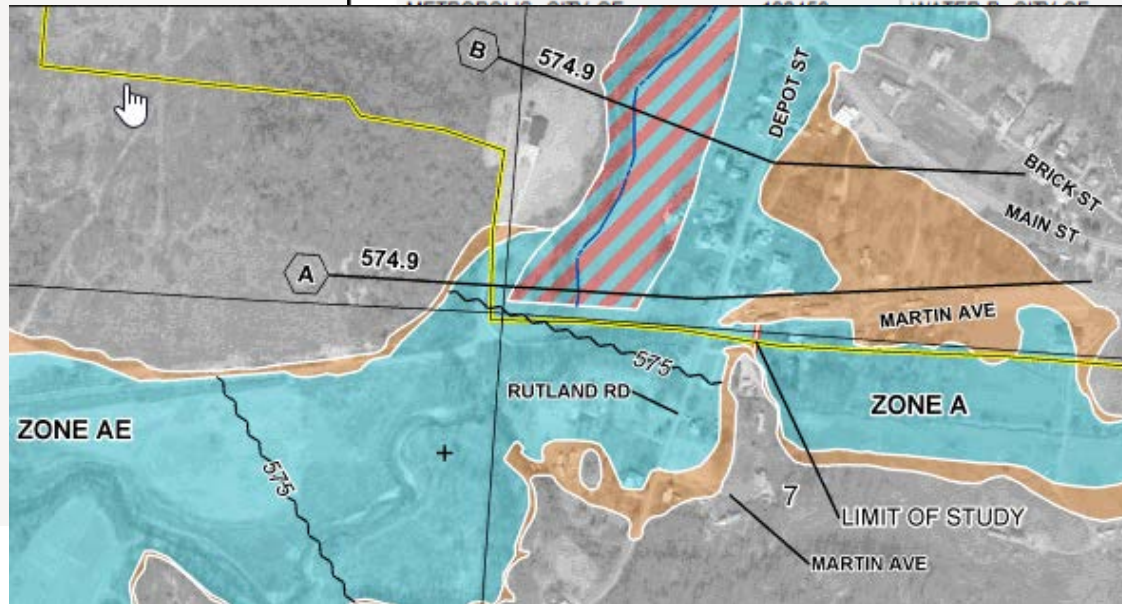 B
574.9
DEPOT ST
BRICK ST
MAIN ST
A
574.9
MARTIN AVE
575
RUTLAND RD
ZONE A
ZONE AE
575
7
LIMIT OF STUDY
MARTIN AVE